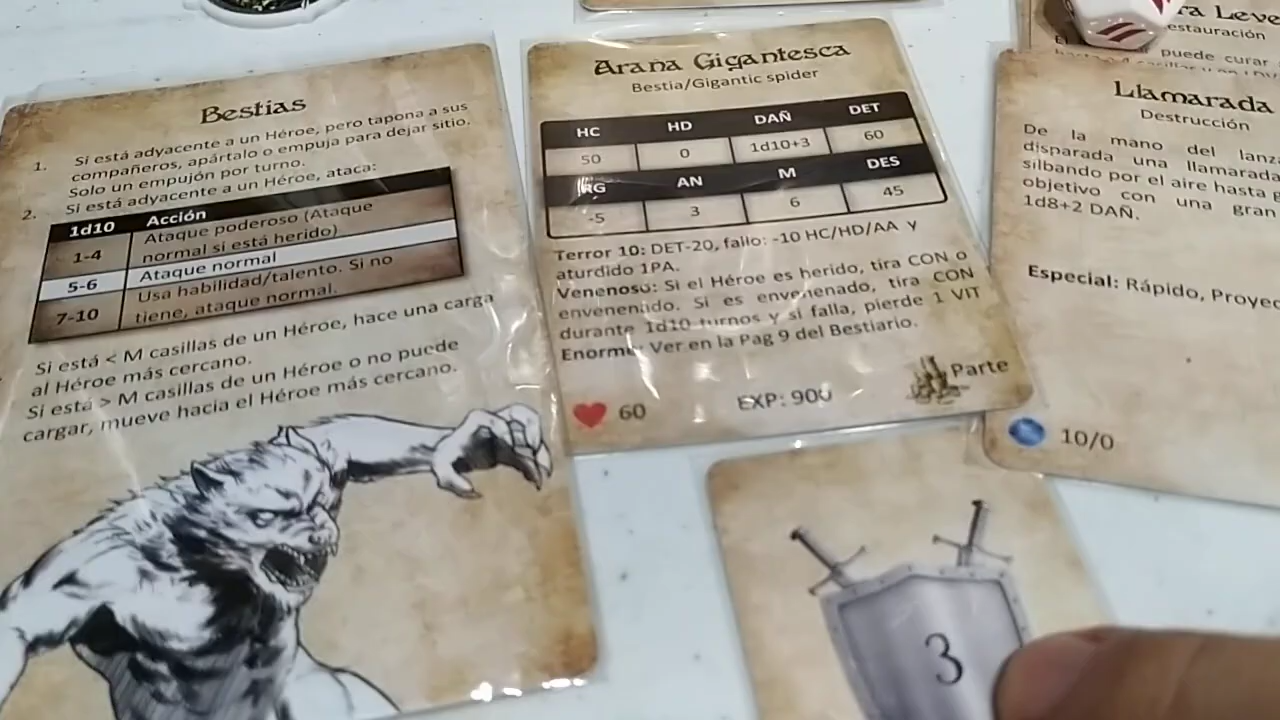 Bestias
1. Si está adyacente a un Héroe, pero tapona a sus
compañeros, apártalo o empuja para dejar sitio.
Solo un empujón por turno.
2. Si está adyacente a un Héroe, ataca:
1d10 Acción
1-4 Ataque poderoso (Ataque
normal si está herido)
5-6 Ataque normal
7-10 Usa habilidad/talento. Si no
tiene, ataque normal.
Si está < M casillas de un Héroe, hace una carga
al Héroe más cercano.
Si está > M casillas de un Héroe o no puede
cargar, mueve hacia el Héroe más cercano.
Araña Gigantesca
Bestia/Gigantic spider
HC HD DAÑ DET
50 0 1d10+3 60
RG AN M DES
-5 3 6 45
Terror 10: DET-20, fallo: -10 HC/HD/AA y
aturdido 1PA.
Venenoso: Si el Héroe es herido, tira CON o
envenenado. Si es envenenado, tira CON
durante 1d10 turnos y si falla, pierde 1 VIT
Enorme: Ver en la Pag 9 del Bestiario.
60 EXP: 900 Parte
ra Leve
estauración
puede curar
Llamarada
Destrucción
De la mano del lanz
disparada una llamarada
silbando por el aire hasta
objetivo con una gran
1d8+2 DAÑ.
Especial: Rápido, Proyec
10/0
3